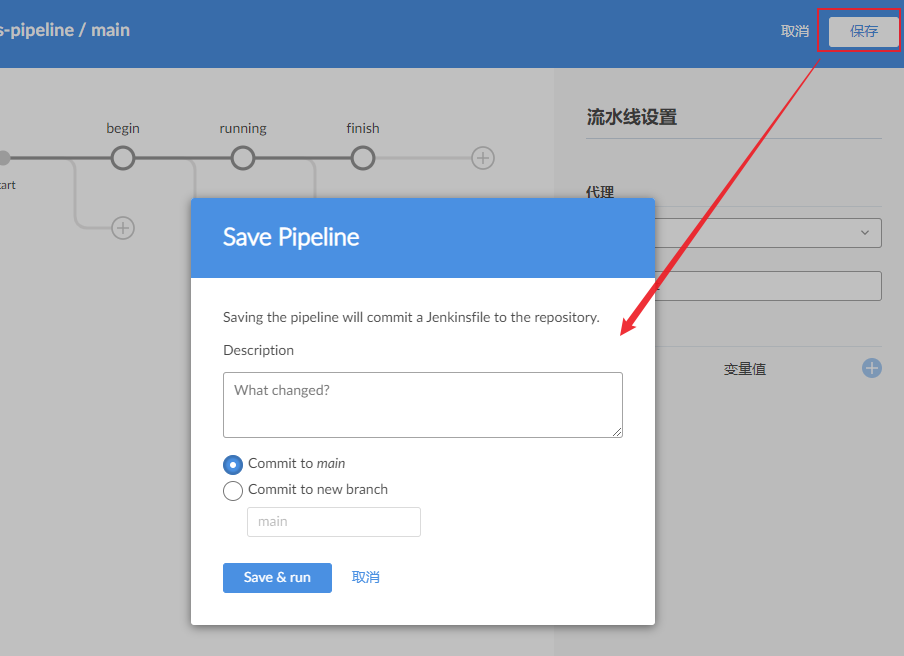 s-pipeline / main
取消
保存
begin
running
finish
流水线设置
代理
Save Pipeline
Saving the pipeline will commit a Jenkinsfile to the repository.
Description
变量值
What changed?
Commit to main
Commit to new branch
main
Save & run
取消